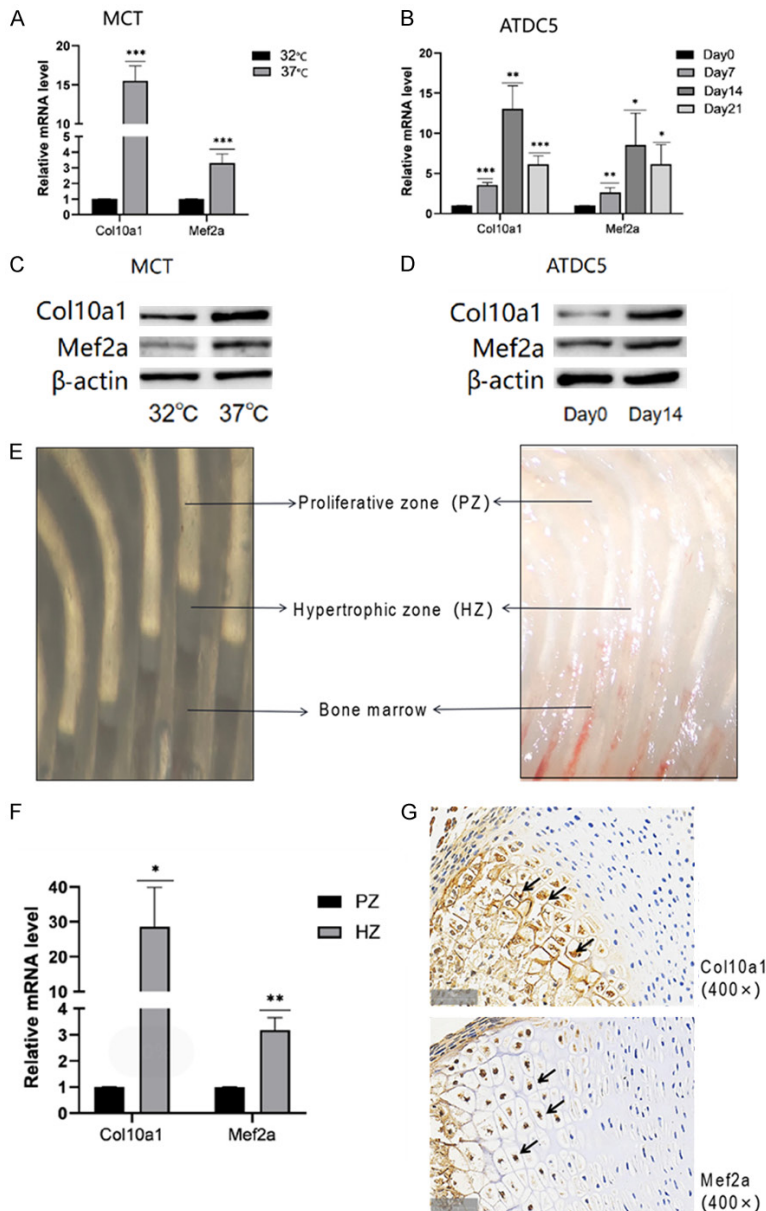 A
MCT
Relative mRNA level
20
15
10
5
4
3
2
1
0
***
***
Col10a1
Mef2a
32℃
37℃
B
ATDC5
Relative mRNA level
20
15
10
5
0
***
**
***
**
*
*
Col10a1
Mef2a
Day0
Day7
Day14
Day21
C
MCT
Col10a1
Mef2a
β-actin
32℃ 37℃
D
ATDC5
Col10a1
Mef2a
β-actin
Day0 Day14
E
Proliferative zone (PZ)
Hypertrophic zone (HZ)
Bone marrow
F
Relative mRNA level
40
30
20
10
4
3
2
1
0
*
**
Col10a1
Mef2a
PZ
HZ
G
Col10a1
(400×)
Mef2a
(400×)